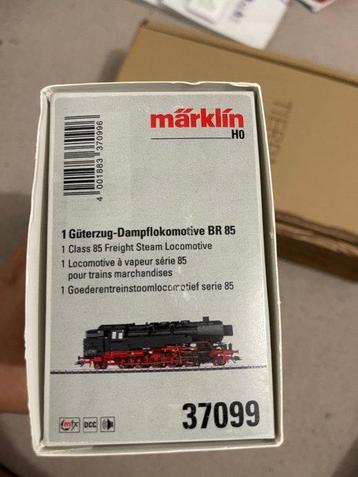 märklin
H0
4 001883 370996
1 Güterzug-Dampflokomotive BR 85
1 Class 85 Freight Steam Locomotive
1 Locomotive à vapeur série 85
pour trains marchandises
1 Goederentreinstoomlocomotief serie 85
mfx
DCC
37099